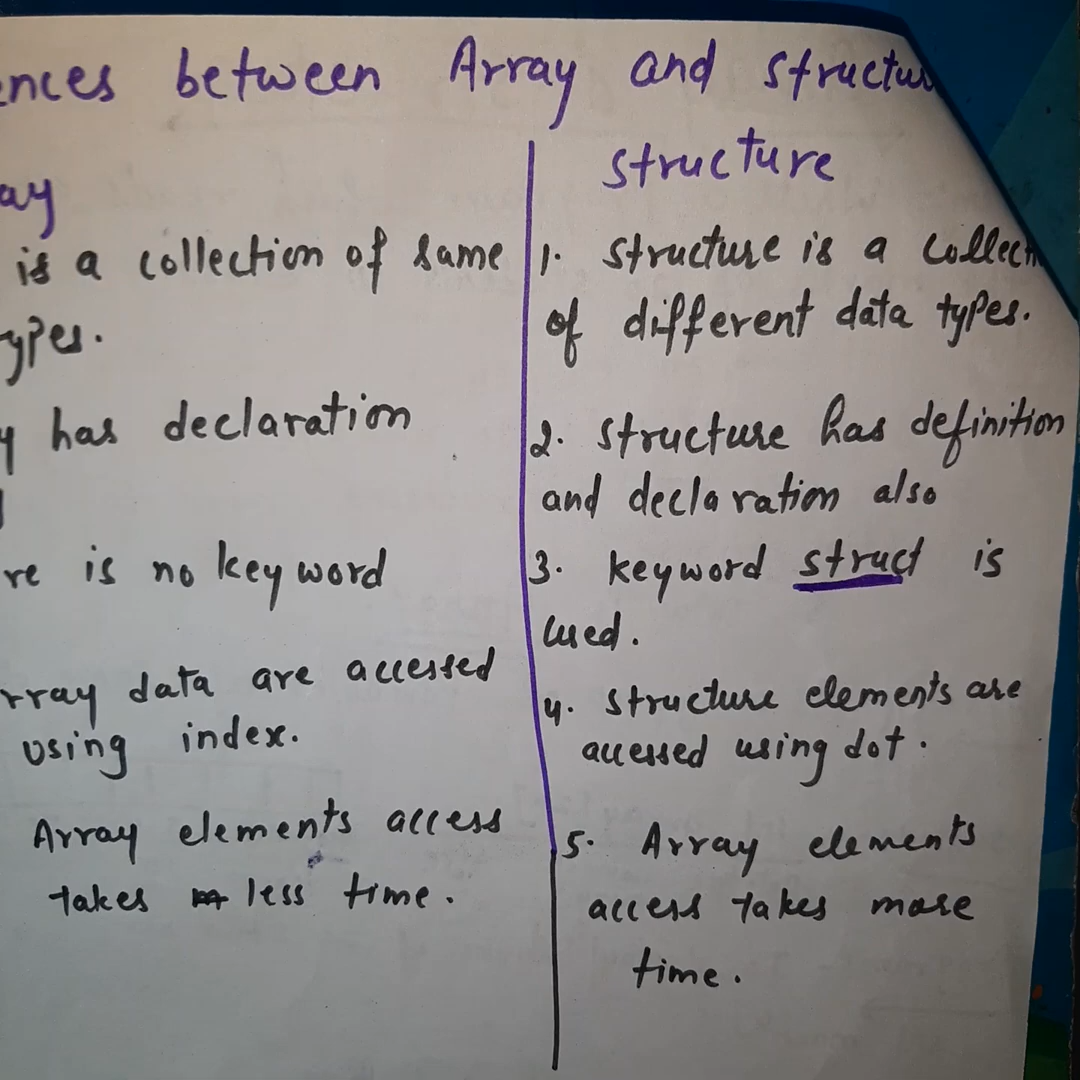 ences between Array and structu
ay
is a collection of same
ypes.
y has declaration
re is no keyword
rray data are accessed
using index.
Array elements access
takes less time.
structure
1. structure is a collect
of different data types.
2. structure has definition
and declaration also
3. keyword struct is
used.
4. structure elements are
accessed using dot.
5. Array elements
access takes more
time.